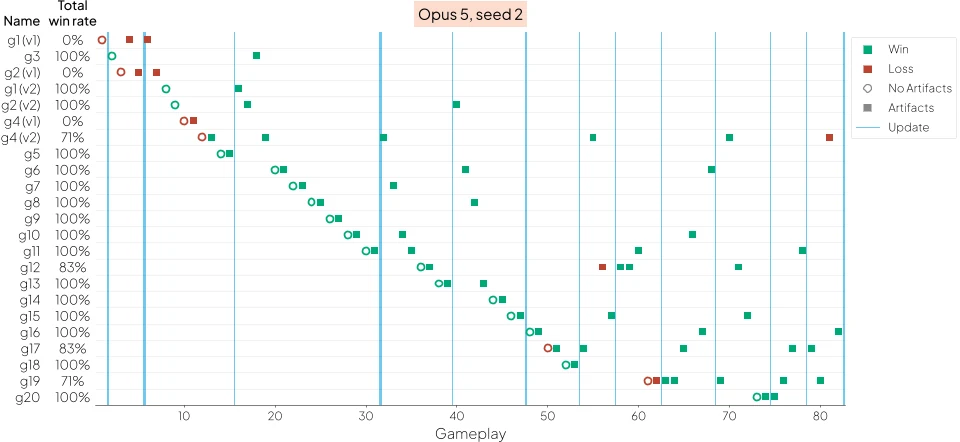 Opus 5, seed 2
Total
Name win rate
g1 (v1) 0%
g3 100%
g2 (v1) 0%
g1 (v2) 100%
g2 (v2) 100%
g4 (v1) 0%
g4 (v2) 71%
g5 100%
g6 100%
g7 100%
g8 100%
g9 100%
g10 100%
g11 100%
g12 83%
g13 100%
g14 100%
g15 100%
g16 100%
g17 83%
g18 100%
g19 71%
g20 100%
Win
Loss
No Artifacts
Artifacts
Update
10 20 30 40 50 60 70 80
Gameplay